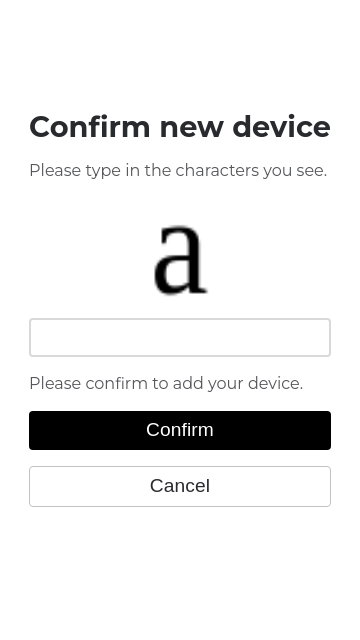 Confirm new device
Please type in the characters you see.
a
Please confirm to add your device.
Confirm
Cancel